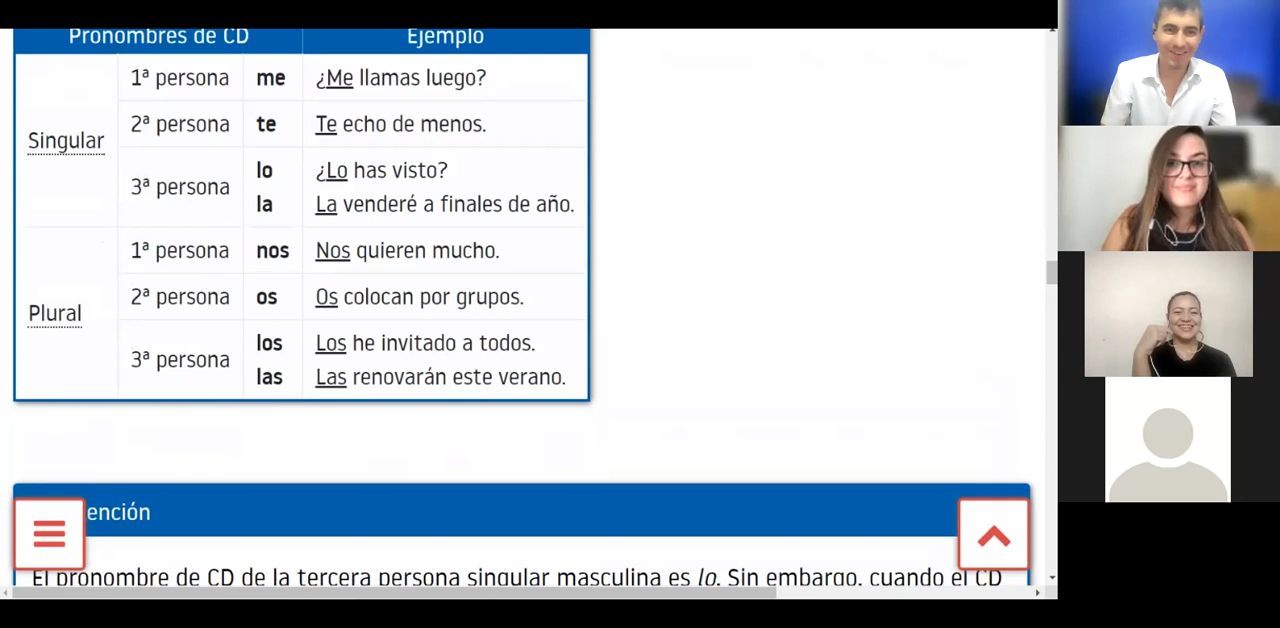 Pronombres de CD Ejemplo
1ª persona me ¿Me llamas luego?
2ª persona te Te echo de menos.
Singular
3ª persona
lo ¿Lo has visto?
la La venderé a finales de año.
1ª persona nos Nos quieren mucho.
2ª persona os Os colocan por grupos.
Plural
3ª persona
los Los he invitado a todos.
las Las renovarán este verano.
ención
El pronombre de CD de la tercera persona singular masculina es lo. Sin embargo, cuando el CD